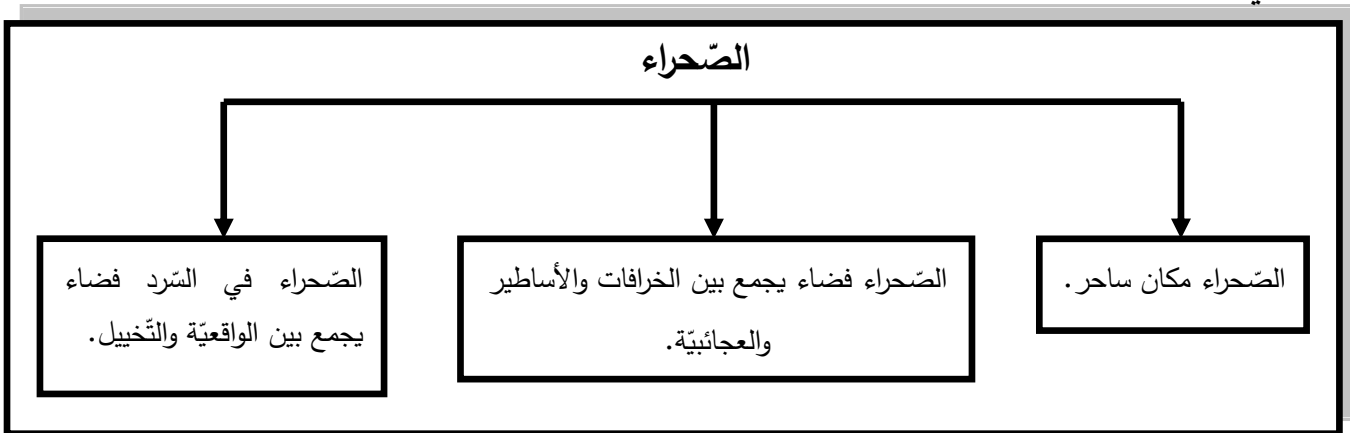 الصّحراء
الصّحراء مكان ساحر.
الصّحراء فضاء يجمع بين الخرافات والأساطير
والعجائبيّة.
الصّحراء في السّرد فضاء
يجمع بين الواقعيّة والتّخييل.